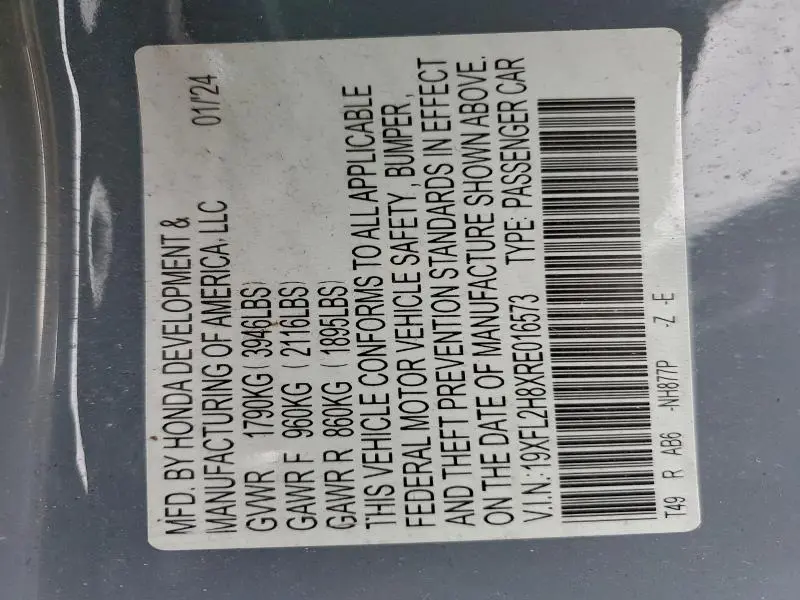 MFD. BY HONDA DEVELOPMENT &
MANUFACTURING OF AMERICA, LLC 01/'24
GVWR 1790KG ( 3946LBS)
GAWR F 960KG ( 2116LBS)
GAWR R 860KG ( 1895LBS)
THIS VEHICLE CONFORMS TO ALL APPLICABLE
FEDERAL MOTOR VEHICLE SAFETY, BUMPER,
AND THEFT PREVENTION STANDARDS IN EFFECT
ON THE DATE OF MANUFACTURE SHOWN ABOVE.
V.I.N: 19XFL2H8XRE016573 TYPE: PASSENGER CAR
T49 R AB6 -NH877P -Z -E